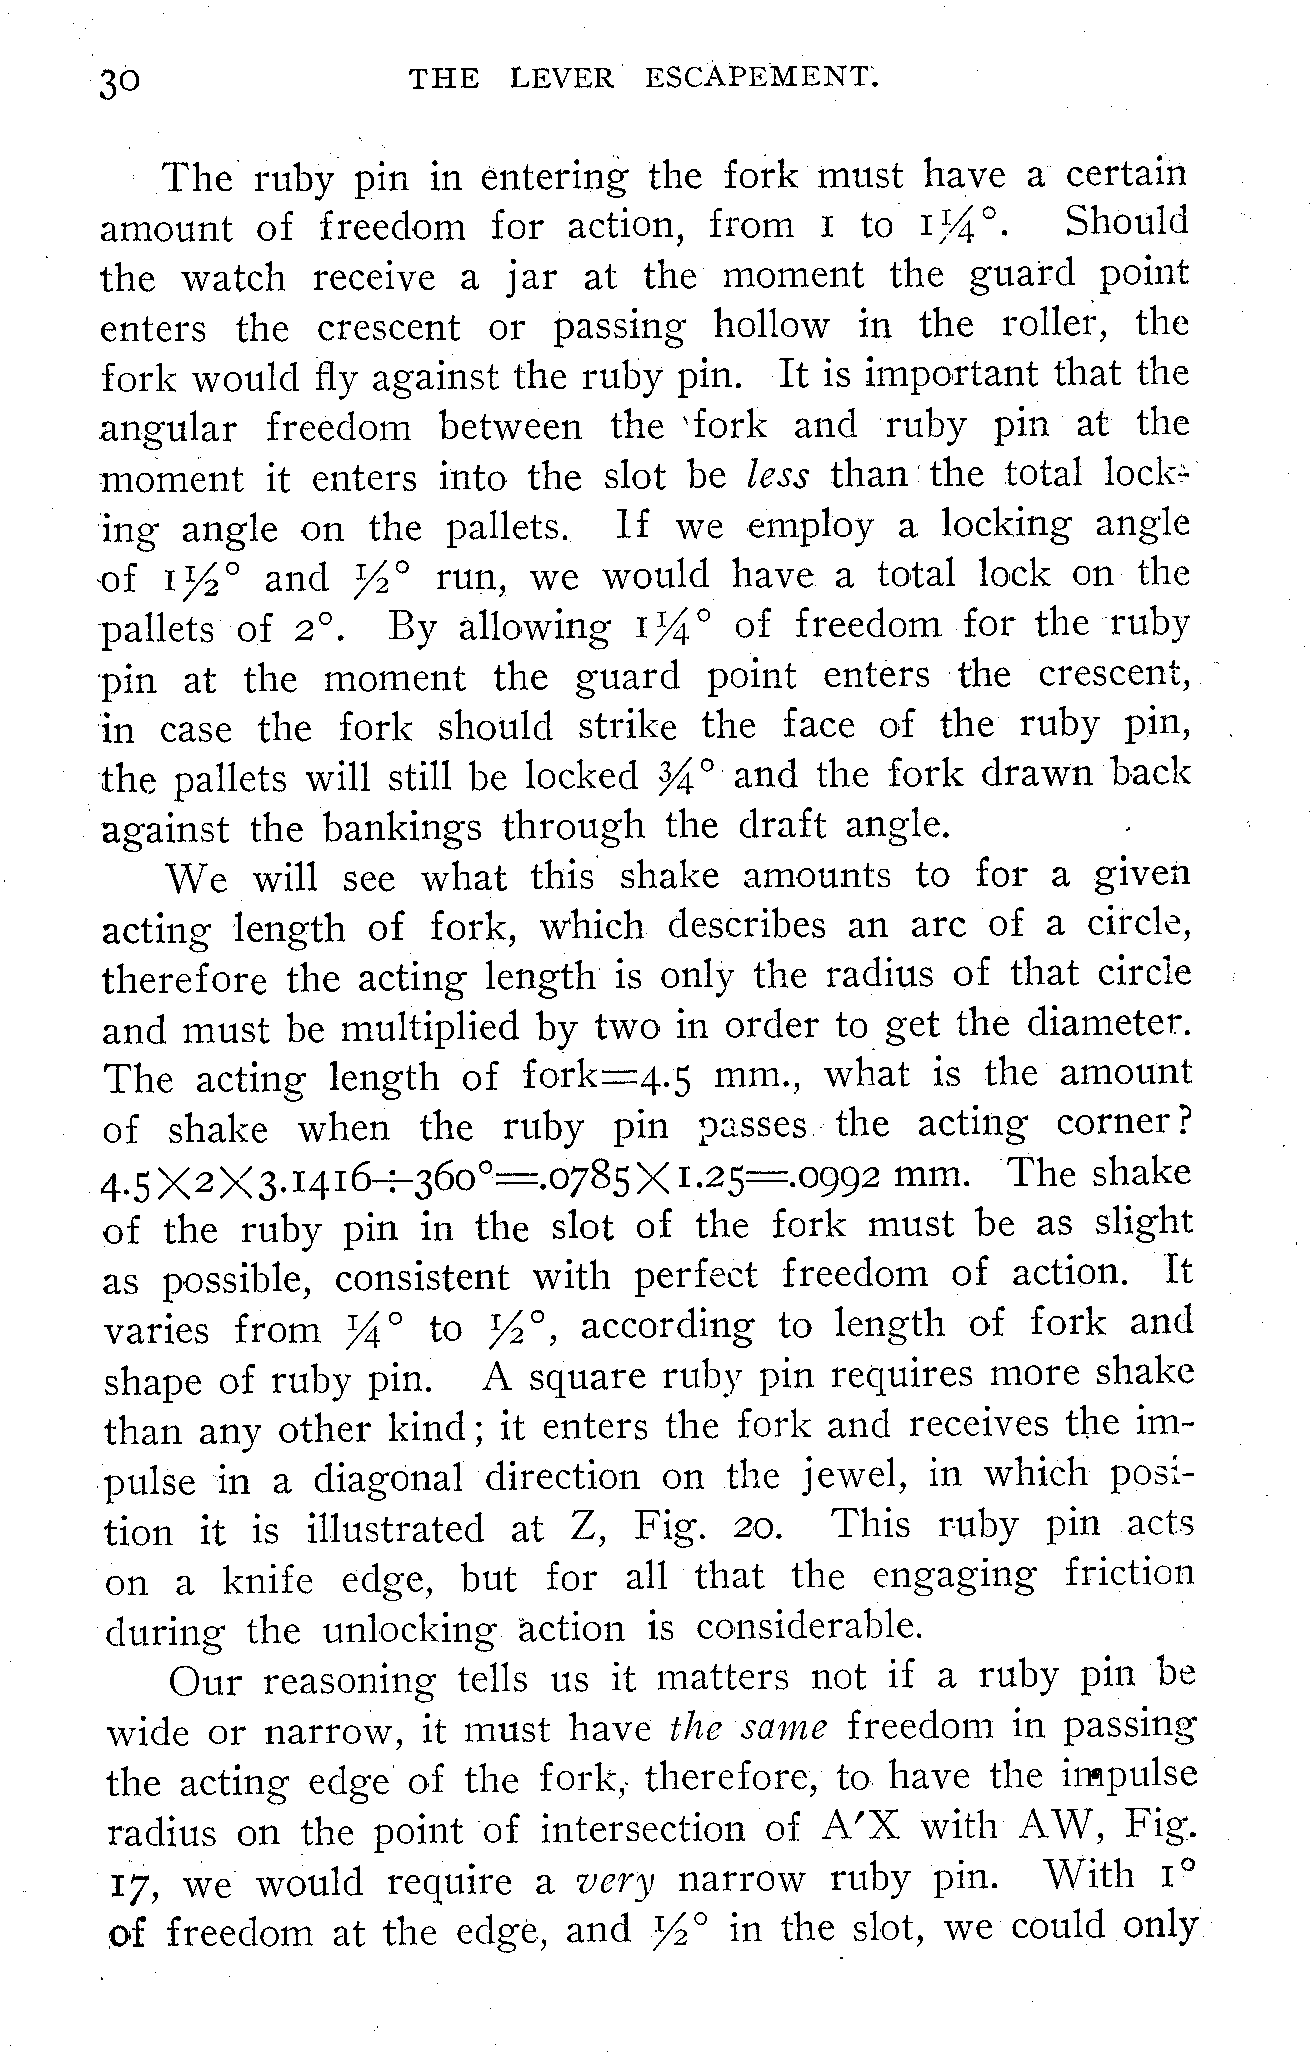 30 THE LEVER ESCAPEMENT.
The ruby pin in entering the fork must have a certain
amount of freedom for action, from 1 to 1¼°. Should
the watch receive a jar at the moment the guard point
enters the crescent or passing hollow in the roller, the
fork would fly against the ruby pin. It is important that the
angular freedom between the fork and ruby pin at the
moment it enters into the slot be less than the total lock-
ing angle on the pallets. If we employ a locking angle
of 1½° and ½° run, we would have a total lock on the
pallets of 2°. By allowing 1¼° of freedom for the ruby
pin at the moment the guard point enters the crescent,
in case the fork should strike the face of the ruby pin,
the pallets will still be locked ¾° and the fork drawn back
against the bankings through the draft angle.
We will see what this shake amounts to for a given
acting length of fork, which describes an arc of a circle,
therefore the acting length is only the radius of that circle
and must be multiplied by two in order to get the diameter.
The acting length of fork=4.5 mm., what is the amount
of shake when the ruby pin passes the acting corner?
4.5×2×3.1416÷360°=.0785×1.25=.0992 mm. The shake
of the ruby pin in the slot of the fork must be as slight
as possible, consistent with perfect freedom of action. It
varies from ¼° to ½°, according to length of fork and
shape of ruby pin. A square ruby pin requires more shake
than any other kind; it enters the fork and receives the im-
pulse in a diagonal direction on the jewel, in which posi-
tion it is illustrated at Z, Fig. 20. This ruby pin acts
on a knife edge, but for all that the engaging friction
during the unlocking action is considerable.
Our reasoning tells us it matters not if a ruby pin be
wide or narrow, it must have the same freedom in passing
the acting edge of the fork, therefore, to have the impulse
radius on the point of intersection of A′X with AW, Fig.
17, we would require a very narrow ruby pin. With 1°
of freedom at the edge, and ½° in the slot, we could only